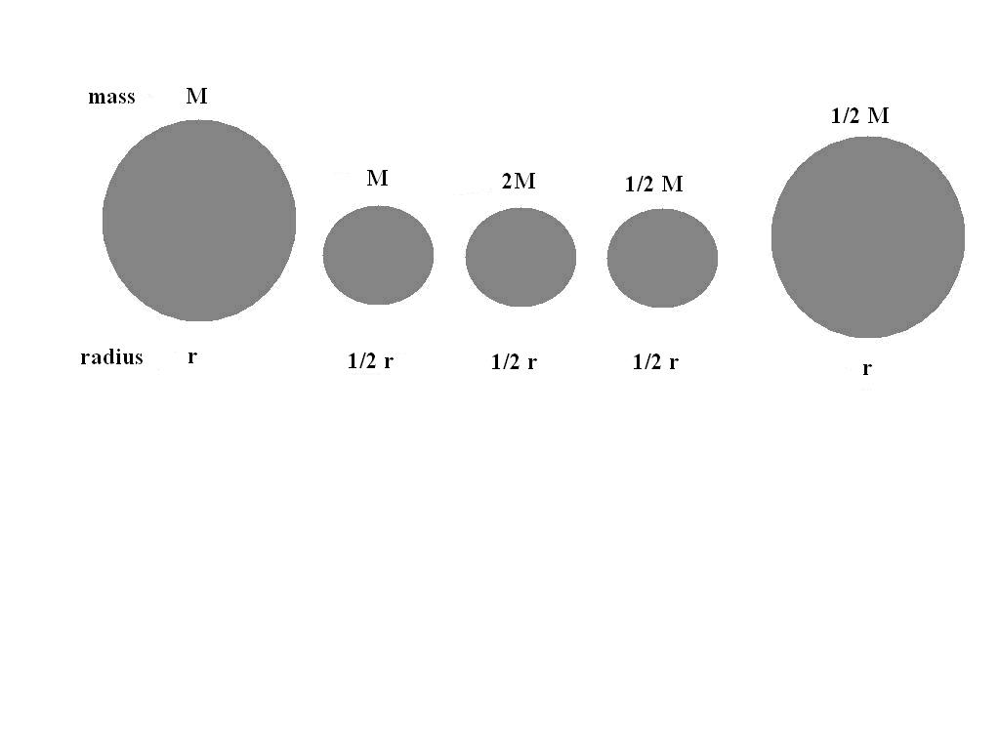 mass M
1/2 M
M
2M
1/2 M
radius r
1/2 r
1/2 r
1/2 r
r